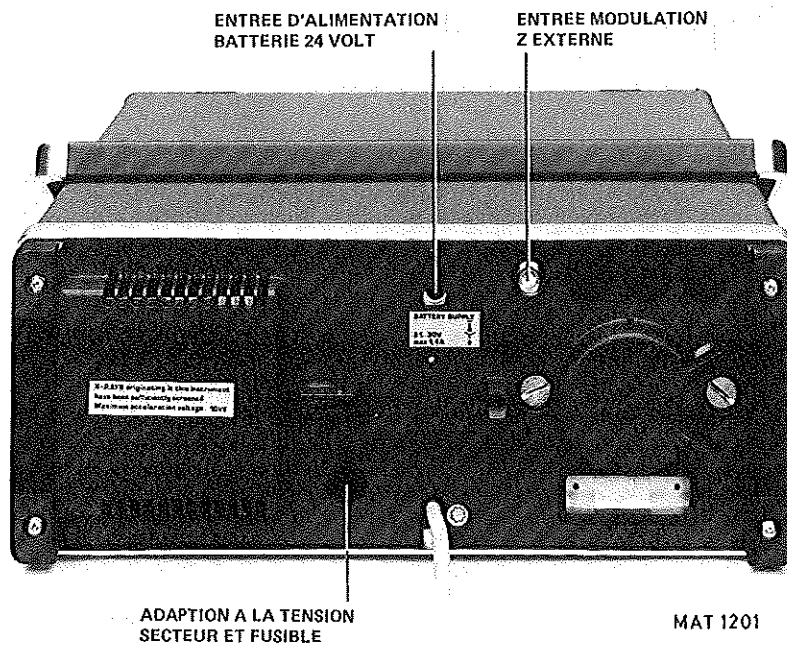 ENTREE D'ALIMENTATION
BATTERIE 24 VOLT
ENTREE MODULATION
Z EXTERNE
BATTERY SUPPLY
X-RAYS originating in this instrument
have been sufficiently screened
Maximum acceleration voltage
ADAPTION A LA TENSION
SECTEUR ET FUSIBLE
MAT 1201